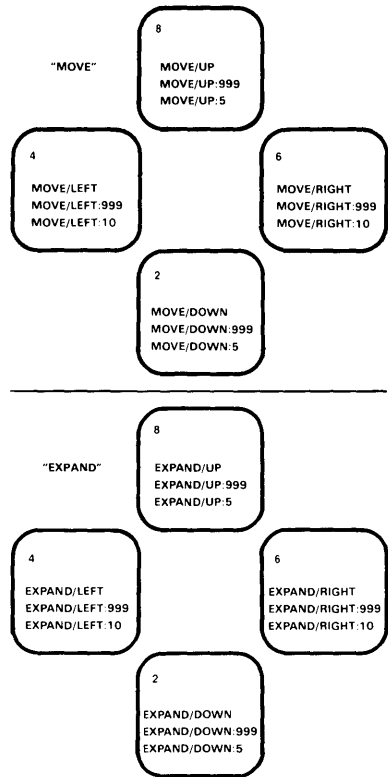 8
"MOVE"
MOVE/UP
MOVE/UP:999
MOVE/UP:5
4
MOVE/LEFT
MOVE/LEFT:999
MOVE/LEFT:10
6
MOVE/RIGHT
MOVE/RIGHT:999
MOVE/RIGHT:10
2
MOVE/DOWN
MOVE/DOWN:999
MOVE/DOWN:5
8
"EXPAND"
EXPAND/UP
EXPAND/UP:999
EXPAND/UP:5
4
EXPAND/LEFT
EXPAND/LEFT:999
EXPAND/LEFT:10
6
EXPAND/RIGHT
EXPAND/RIGHT:999
EXPAND/RIGHT:10
2
EXPAND/DOWN
EXPAND/DOWN:999
EXPAND/DOWN:5